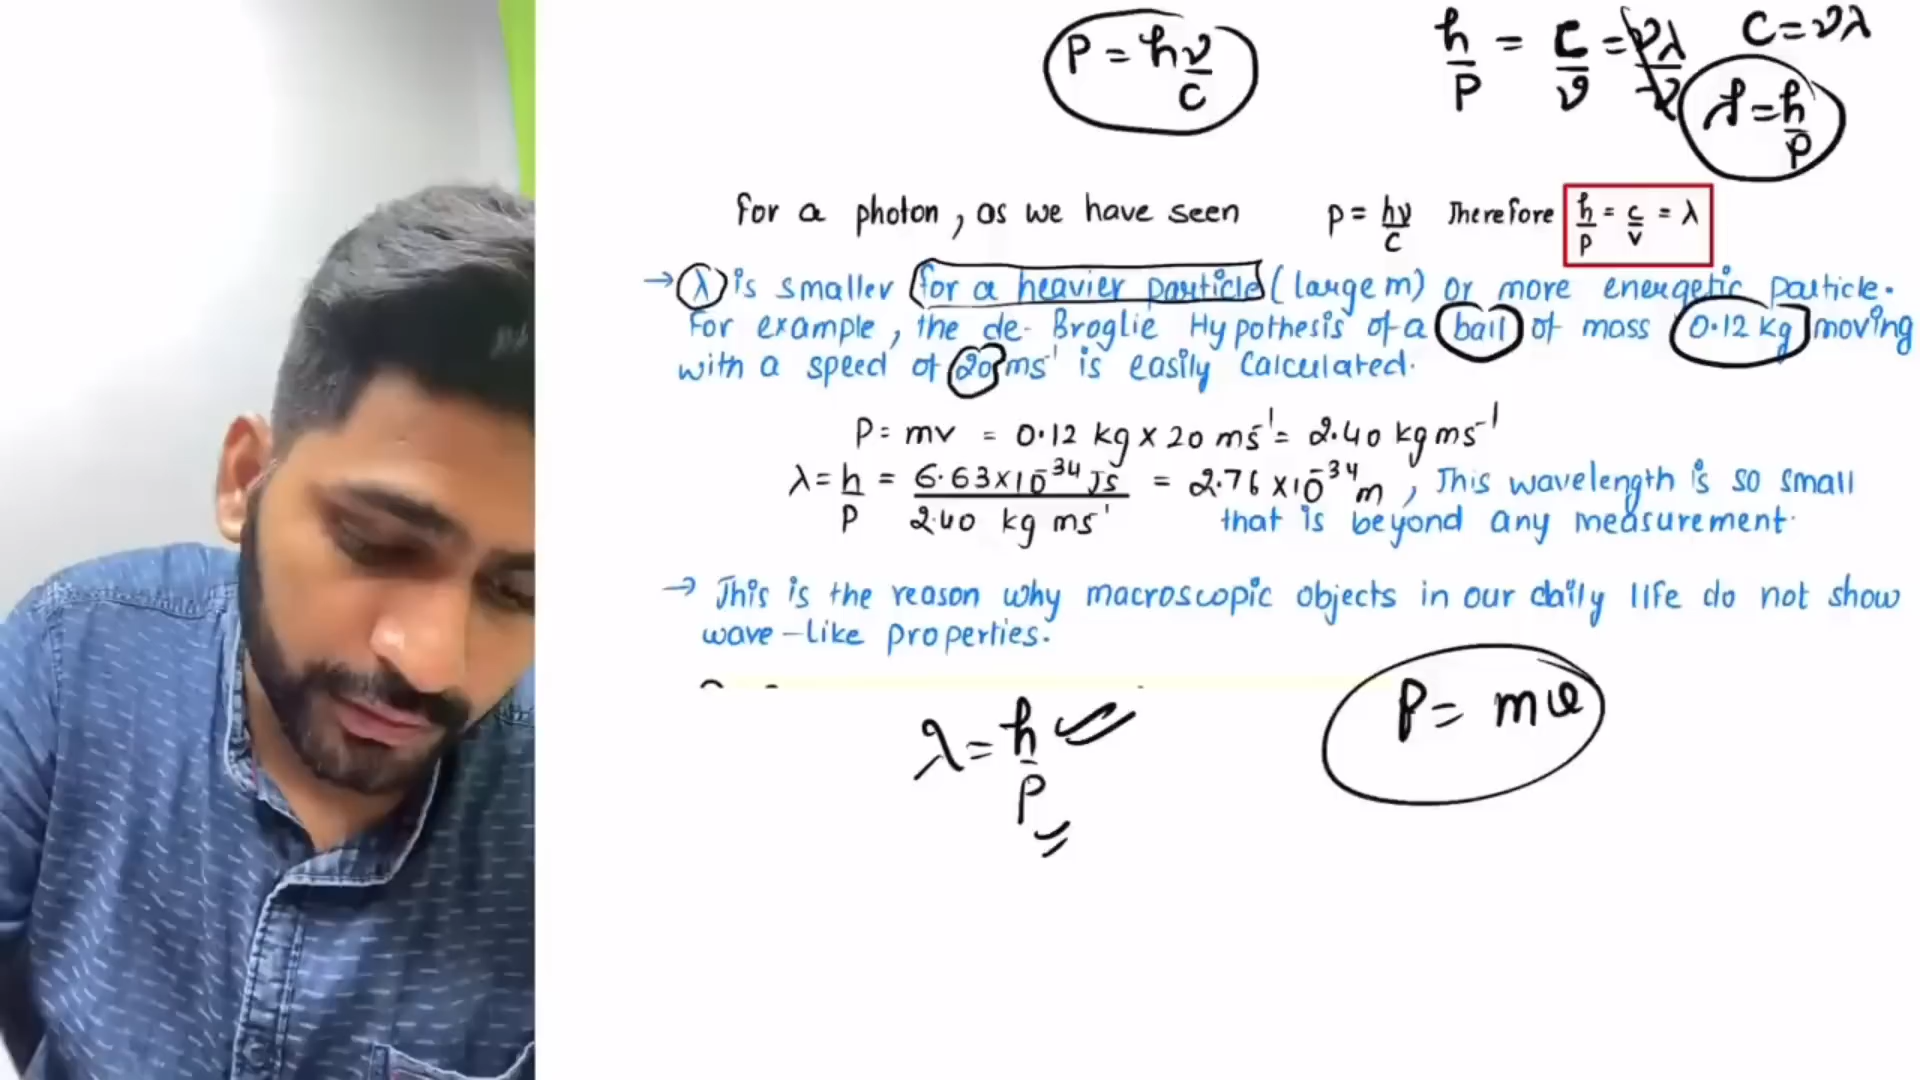 P = hν/c
h/P = c/ν = νλ/ν
C = νλ
λ = h/P
for a photon, as we have seen P = hν/c Therefore h/P = c/ν = λ
→ λ is smaller for a heavier particle (large m) or more energetic particle.
For example, the de-Broglie Hypothesis of a ball of mass 0.12 kg moving
with a speed of 20 ms⁻¹ is easily Calculated.
P = mv = 0.12 kg × 20 ms⁻¹ = 2.40 kg ms⁻¹
λ = h/P = 6.63×10⁻³⁴ Js / 2.40 kg ms⁻¹ = 2.76 ×10⁻³⁴ m, This wavelength is so small
that is beyond any measurement.
→ This is the reason why macroscopic objects in our daily life do not show
wave-like properties.
λ = h/P
P = mv